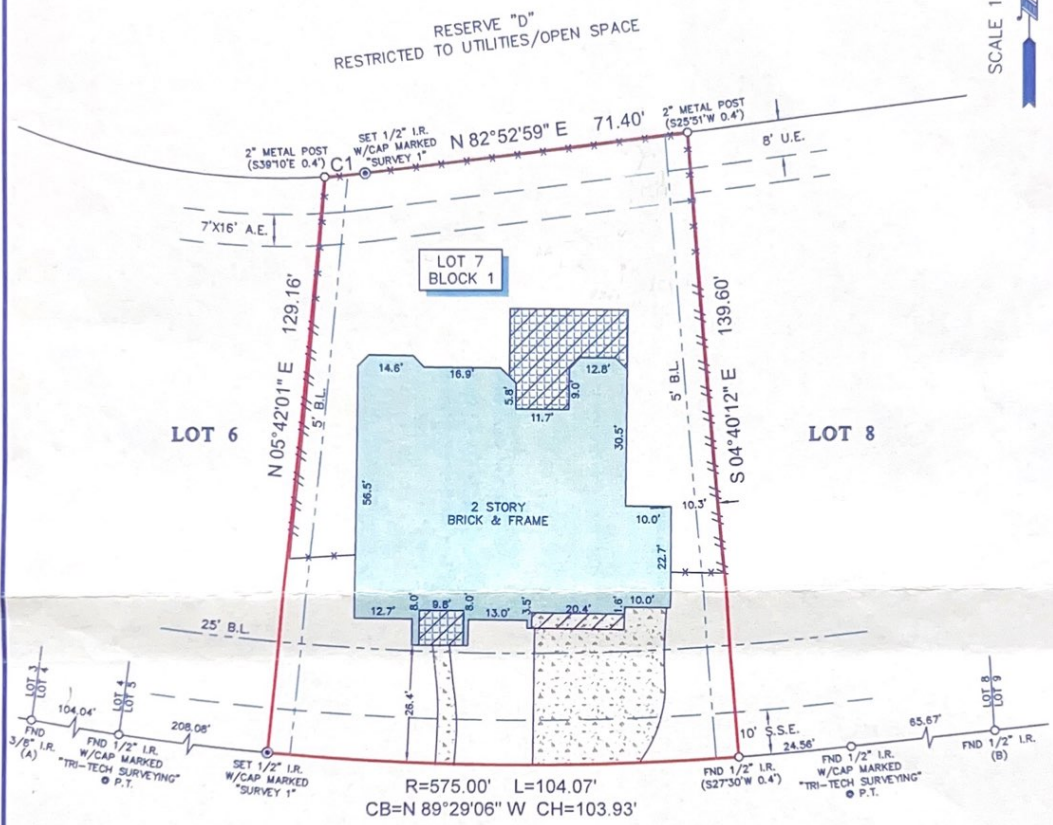 RESERVE "D"
RESTRICTED TO UTILITIES/OPEN SPACE
SCALE 1
2" METAL POST
(S39°10'E 0.4')
C1
SET 1/2" I.R.
W/CAP MARKED
"SURVEY 1"
N 82°52'59" E 71.40'
2" METAL POST
(S25°51'W 0.4')
8' U.E.
7'X16' A.E.
LOT 7
BLOCK 1
N 05°42'01" E 129.16'
5' B.L.
5' B.L.
S 04°40'12" E 139.60'
LOT 6
LOT 8
14.6'
16.9'
5.8'
11.7'
9.0'
12.8'
30.5'
56.5'
2 STORY
BRICK & FRAME
10.3'
10.0'
22.7'
12.7'
8.0'
9.8'
8.0'
13.0'
3.5'
20.4'
1.6'
10.0'
25' B.L.
26.4'
10' S.S.E.
LOT 3
LOT 4
104.04'
LOT 4
LOT 5
208.08'
FND
3/8" I.R.
(A)
FND 1/2" I.R.
W/CAP MARKED
"TRI-TECH SURVEYING"
@ P.T.
SET 1/2" I.R.
W/CAP MARKED
"SURVEY 1"
R=575.00' L=104.07'
CB=N 89°29'06" W CH=103.93'
FND 1/2" I.R.
(S27°30'W 0.4')
24.56'
FND 1/2" I.R.
W/CAP MARKED
"TRI-TECH SURVEYING"
@ P.T.
65.67'
LOT 8
LOT 9
FND 1/2" I.R.
(B)